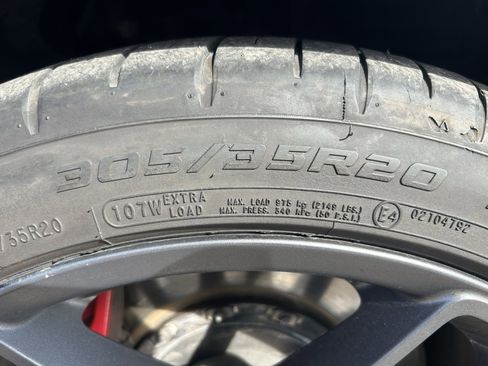 305/35R20
/35R20
107W EXTRA LOAD
MAX. LOAD 975 Kg (2149 LBS.)
MAX. PRESS. 340 KPa (50 P.S.I.)
E4
02104792